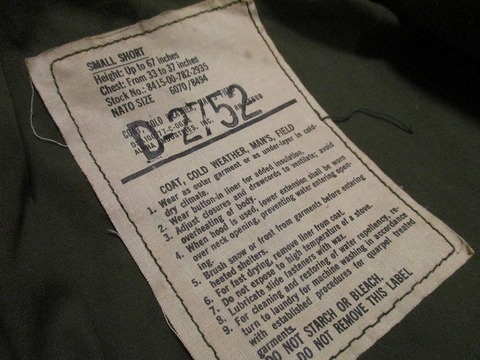 SMALL SHORT
Height: Up to 67 inches
Chest: From 33 to 37 inches
Stock No.: 8415-00-782-2935
NATO SIZE 6070/8494
D 2752
COAT, COLD WEATHER, MAN'S, FIELD
1. Wear as outer garment or as under-layer in cold-
dry climate.
2. Wear button-in liner for added insulation.
3. Adjust closures and drawcords to ventilate; avoid
overheating of body.
4. When hood is used, lower extension shall be worn
over neck opening, preventing water entering open-
ing.
5. Brush snow or frost from garments before entering
heated shelters.
6. For fast drying, remove liner from coat.
7. Do not expose to high temperature of a stove.
8. Lubricate slide fasteners with wax.
9. For cleaning and restoring of water repellency, re-
turn to laundry for machine washing in accordance
with established procedures for quarpel treated
garments.
DO NOT STARCH OR BLEACH.
DO NOT REMOVE THIS LABEL